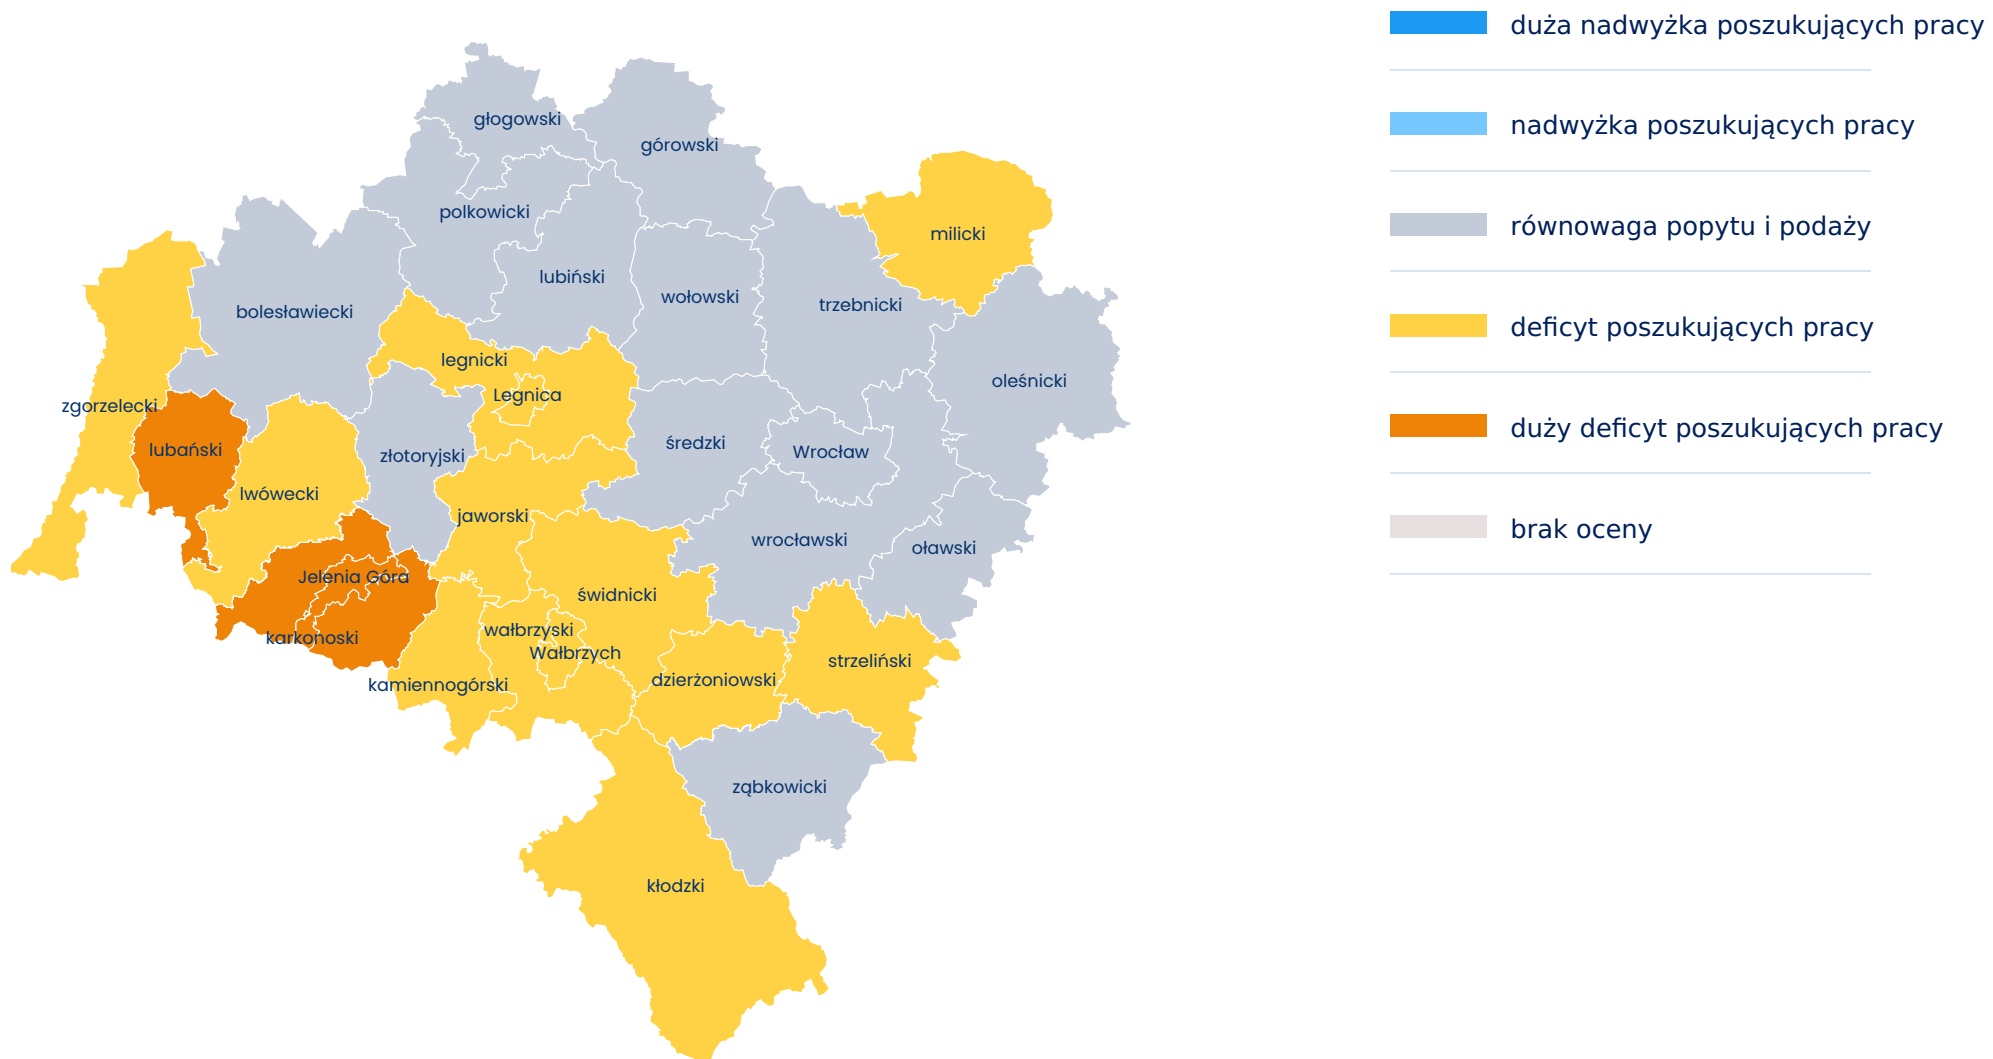 duża nadwyżka poszukujących pracy
nadwyżka poszukujących pracy
równowaga popytu i podaży
deficyt poszukujących pracy
duży deficyt poszukujących pracy
brak oceny
głogowski
górowski
polkowicki
milicki
lubiński
wołowski
trzebnicki
bolesławiecki
legnicki
Legnica
oleśnicki
zgorzelecki
lubański
złotoryjski
średzki
Wrocław
lwówecki
jaworski
wrocławski
oławski
Jelenia Góra
świdnicki
karkonoski
wałbrzyski
Wałbrzych
strzeliński
kamiennogórski
dzierżoniowski
ząbkowicki
kłodzki